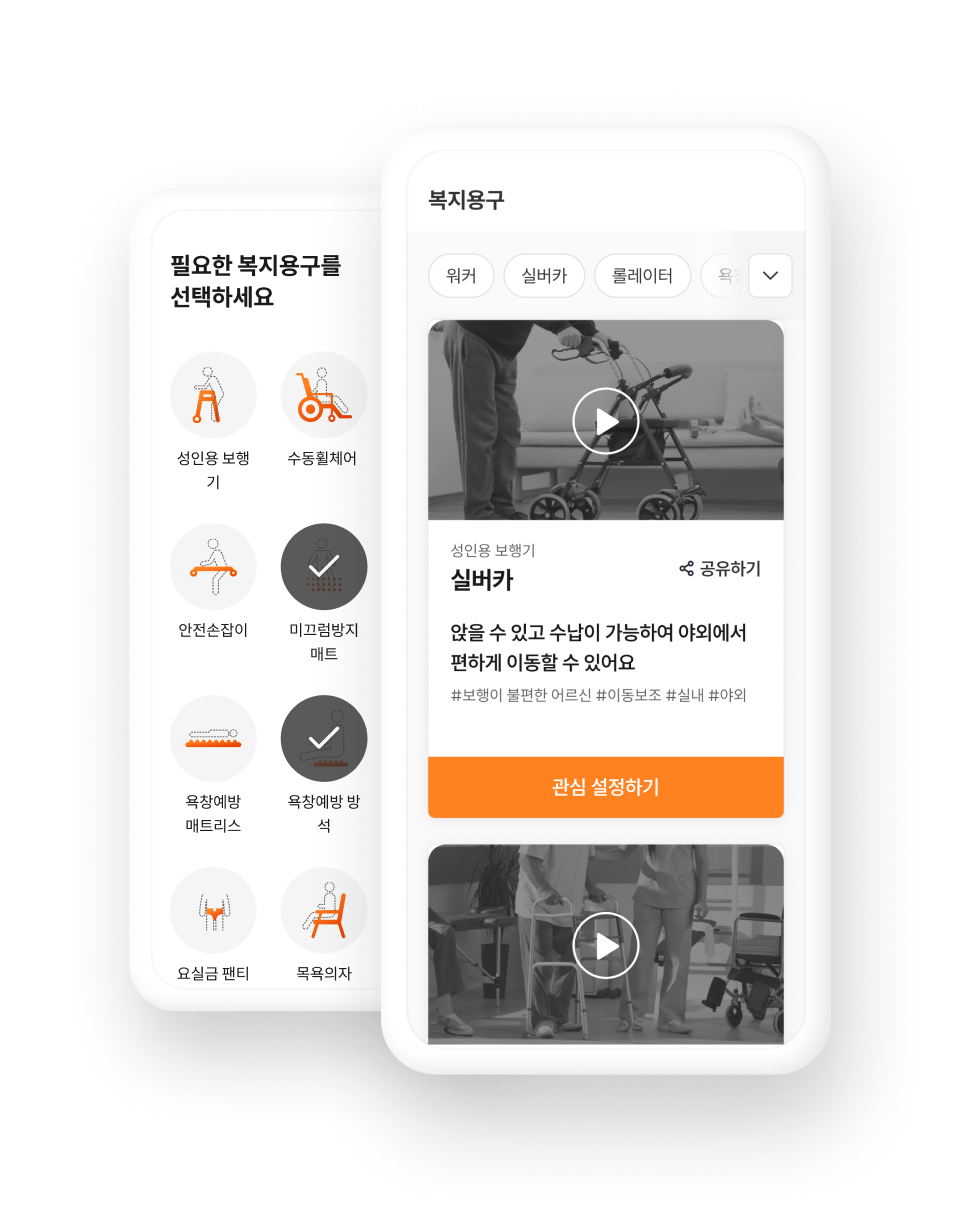 필요한 복지용구를
선택하세요
성인용 보행
기
수동휠체어
안전손잡이
미끄럼방지
매트
욕창예방
매트리스
욕창예방 방
석
요실금 팬티
목욕의자
복지용구
워커
실버카
롤레이터
성인용 보행기
실버카
공유하기
앉을 수 있고 수납이 가능하여 야외에서
편하게 이동할 수 있어요
#보행이 불편한 어르신 #이동보조 #실내 #야외
관심 설정하기